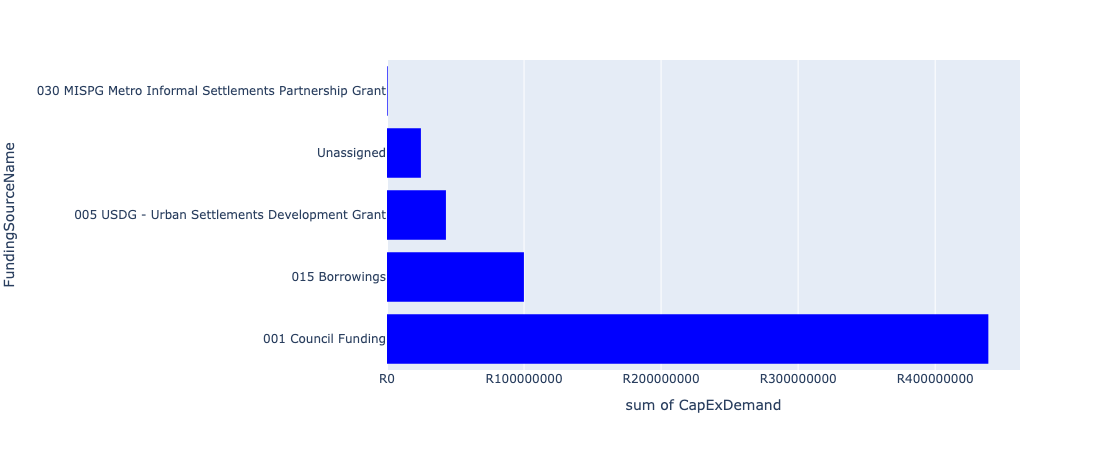 FundingSourceName
030 MISPG Metro Informal Settlements Partnership Grant
Unassigned
005 USDG - Urban Settlements Development Grant
015 Borrowings
001 Council Funding
R0 R100000000 R200000000 R300000000 R400000000
sum of CapExDemand